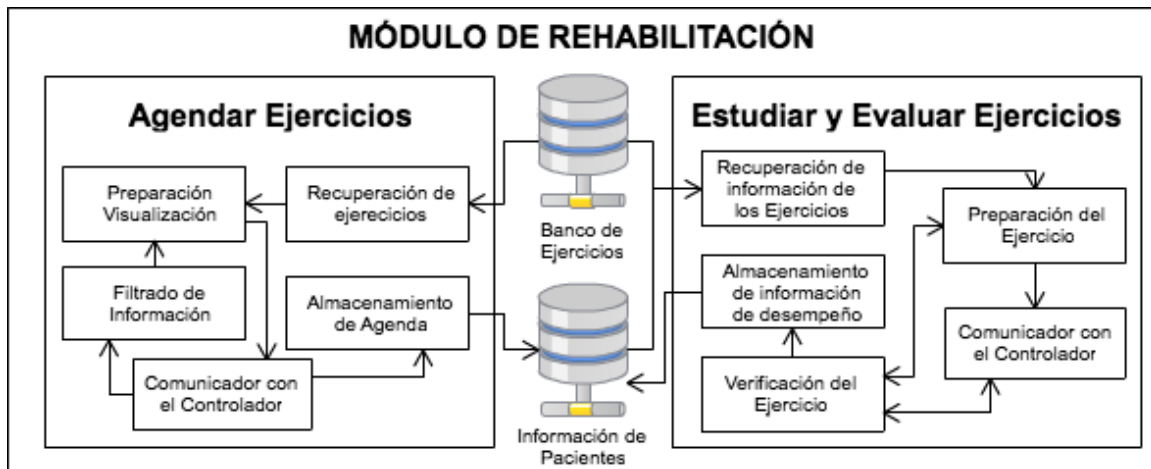 MÓDULO DE REHABILITACIÓN
Agendar Ejercicios
Preparación
Visualización
Recuperación de
ejerecicios
Filtrado de
Información
Almacenamiento
de Agenda
Comunicador con
el Controlador
Banco de
Ejercicios
Información de
Pacientes
Estudiar y Evaluar Ejercicios
Recuperación de
información de
los Ejercicios
Preparación del
Ejercicio
Almacenamiento
de información
de desempeño
Comunicador con
el Controlador
Verificación del
Ejercicio